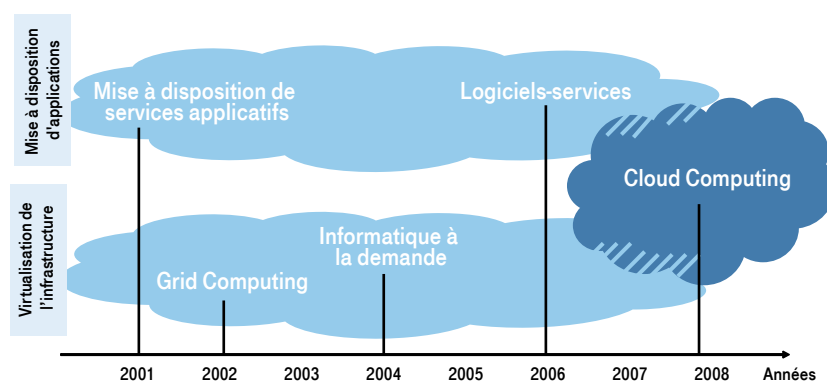 Mise à disposition
d'applications
Mise à disposition de
services applicatifs
Logiciels-services
Cloud Computing
Virtualisation de
l'infrastructure
Informatique à
la demande
Grid Computing
2001 2002 2003 2004 2005 2006 2007 2008 Années